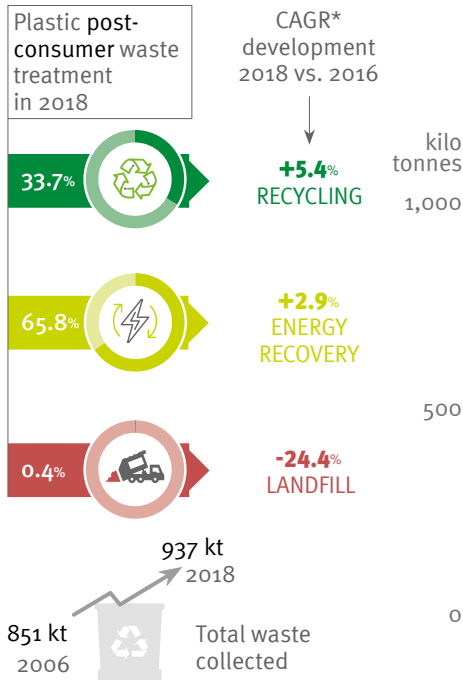 Plastic post-
consumer waste
treatment
in 2018
CAGR*
development
2018 vs. 2016
kilo
tonnes
33.7%
+5.4%
RECYCLING
1,000
65.8%
+2.9%
ENERGY
RECOVERY
500
0.4%
-24.4%
LANDFILL
937 kt
2018
851 kt
2006
Total waste
collected
0